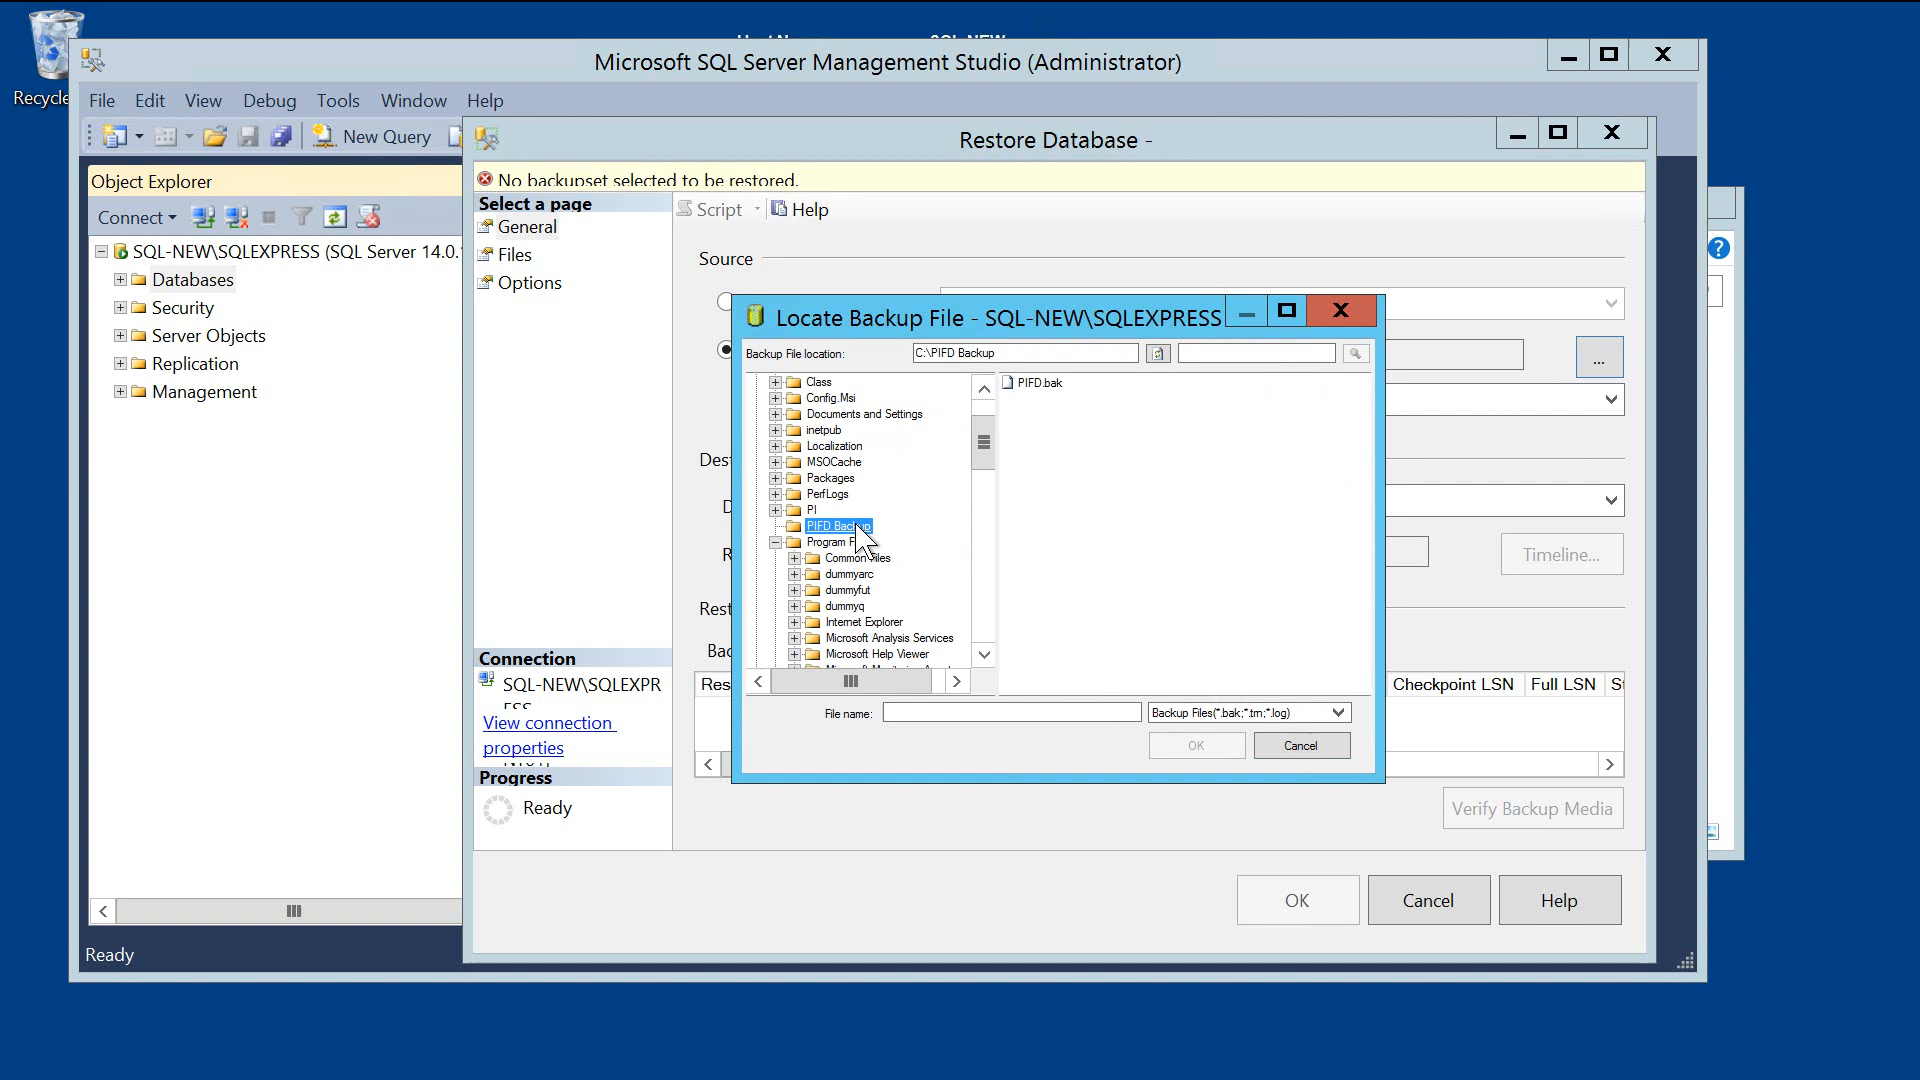 Recycle
Microsoft SQL Server Management Studio (Administrator)
File Edit View Debug Tools Window Help
New Query
Restore Database -
Object Explorer
No backupset selected to be restored.
Connect
Select a page
Script
Help
SQL-NEW\SQLEXPRESS (SQL Server 14.0.
General
Databases
Files
Source
Security
Options
Server Objects
Replication
Management
Locate Backup File - SQL-NEW\SQLEXPRESS
Backup File location:
C:\PIFD Backup
...
Class
PIFD.bak
Config.Msi
Documents and Settings
inetpub
Localization
MSOCache
Packages
PerfLogs
PI
PIFD Backup
Program F
Common Files
dummyarc
dummyfut
dummyq
Internet Explorer
Microsoft Analysis Services
Microsoft Help Viewer
Timeline...
File name:
Backup Files(*.bak;*.trn;*.log)
OK
Cancel
Connection
SQL-NEW\SQLEXPR
View connection
properties
Progress
Ready
Res
Checkpoint LSN
Full LSN
Verify Backup Media
OK
Cancel
Help
Ready